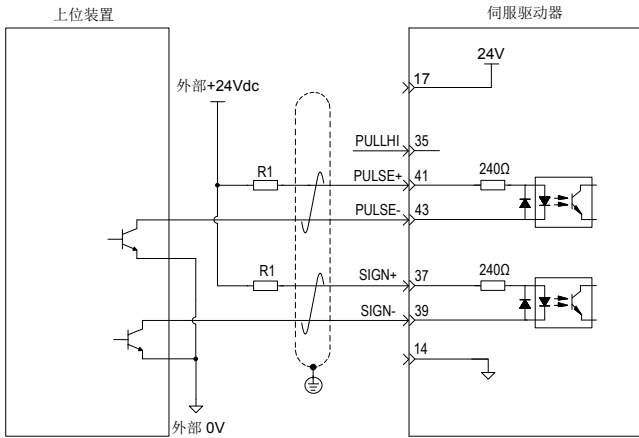 上位装置
伺服驱动器
24V
17
外部+24Vdc
PULLHI 35
R1
PULSE+ 41
240Ω
PULSE- 43
R1
SIGN+ 37
240Ω
SIGN- 39
14
外部 0V